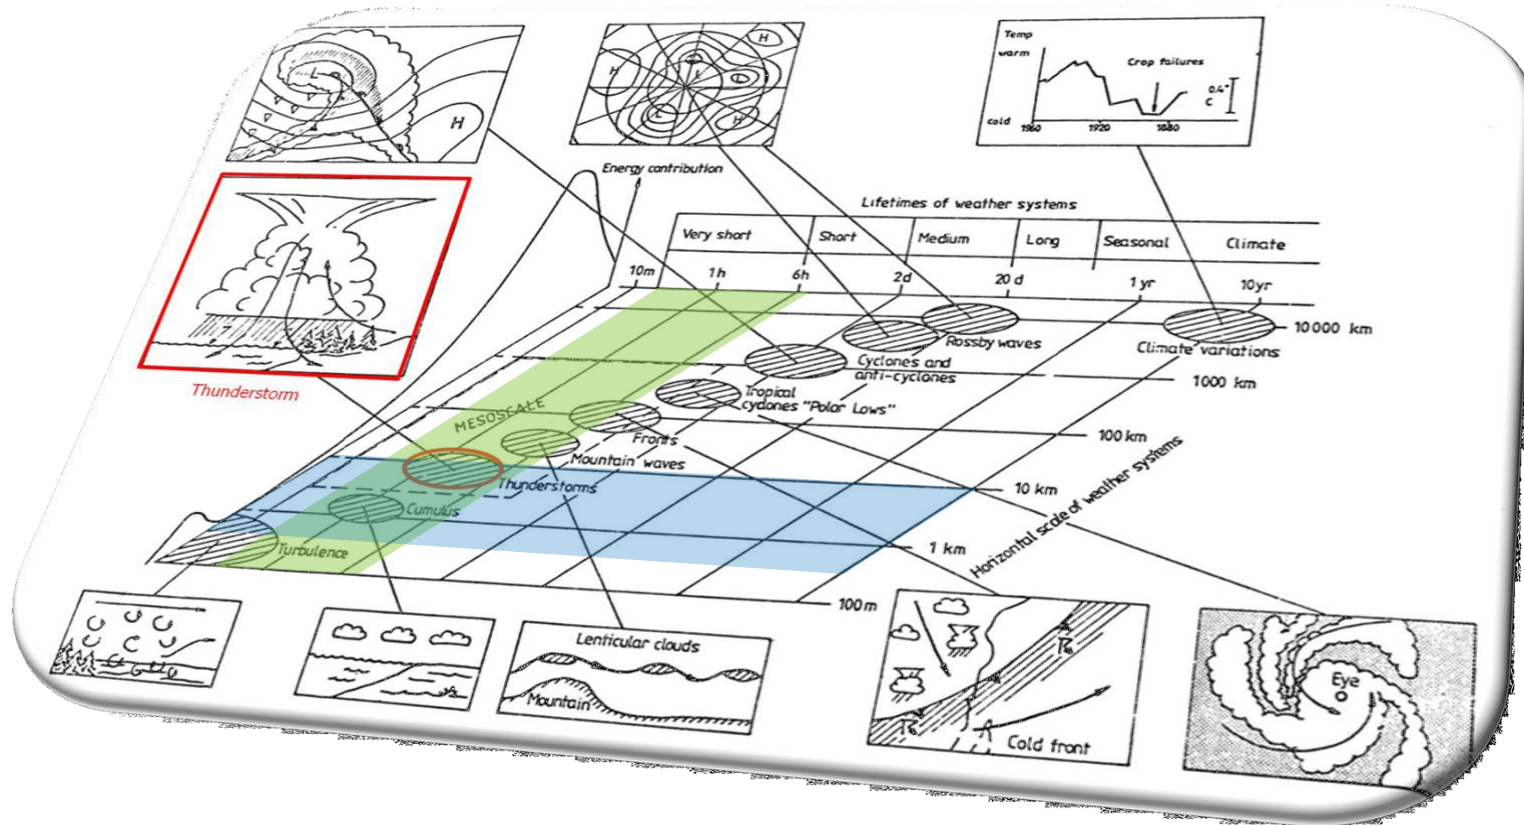 Temp
warm
Crop failures
0.4°
C
cold
1960
1920
1880
H
L
H
H
L
L
L
H
Energy contribution
Lifetimes of weather systems
Very short
Short
Medium
Long
Seasonal
Climate
10m
1h
6h
2d
20 d
1 yr
10yr
10 000 km
Rossby waves
Climate variations
Cyclones and
anti-cyclones
1000 km
Thunderstorm
Tropical
cyclones "Polar Lows"
MESOSCALE
100 km
Fronts
Mountain waves
Thunderstorms
10 km
Cumulus
Horizontal scale of weather systems
Turbulence
1 km
100 m
Lenticular clouds
Mountain
Cold front
Eye